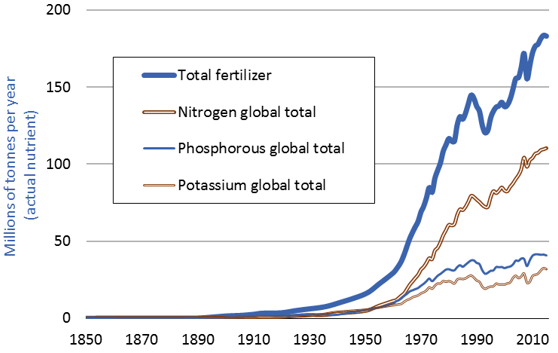 200
150
100
50
0
Millions of tonnes per year
(actual nutrient)
Total fertilizer
Nitrogen global total
Phosphorous global total
Potassium global total
1850 1870 1890 1910 1930 1950 1970 1990 2010